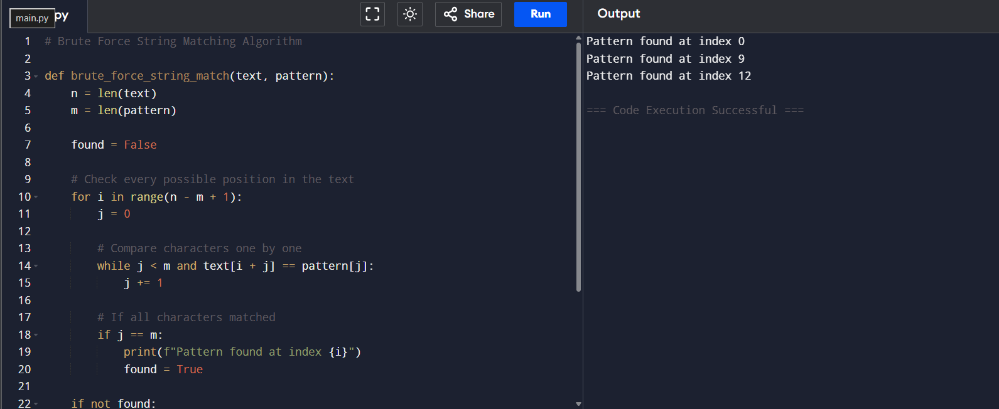 main.py
py
Share
Run
Output
1 # Brute Force String Matching Algorithm
2
3 def brute_force_string_match(text, pattern):
4     n = len(text)
5     m = len(pattern)
6
7     found = False
8
9     # Check every possible position in the text
10     for i in range(n - m + 1):
11         j = 0
12
13         # Compare characters one by one
14         while j < m and text[i + j] == pattern[j]:
15             j += 1
16
17         # If all characters matched
18         if j == m:
19             print(f"Pattern found at index {i}")
20             found = True
21
22     if not found:
Pattern found at index 0
Pattern found at index 9
Pattern found at index 12
=== Code Execution Successful ===